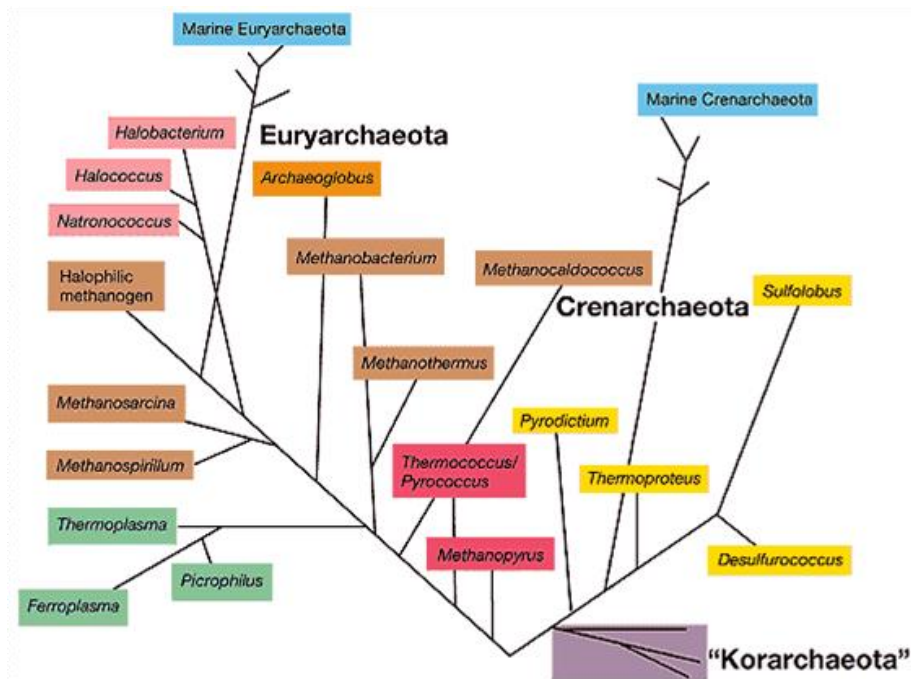 Marine Euryarchaeota
Marine Crenarchaeota
Halobacterium
Euryarchaeota
Halococcus
Archaeoglobus
Natronococcus
Methanobacterium
Methanocaldococcus
Halophilic
methanogen
Sulfolobus
Crenarchaeota
Methanothermus
Methanosarcina
Pyrodictium
Methanospirillum
Thermococcus/
Pyrococcus
Thermoproteus
Thermoplasma
Methanopyrus
Desulfurococcus
Picrophilus
Ferroplasma
“Korarchaeota”